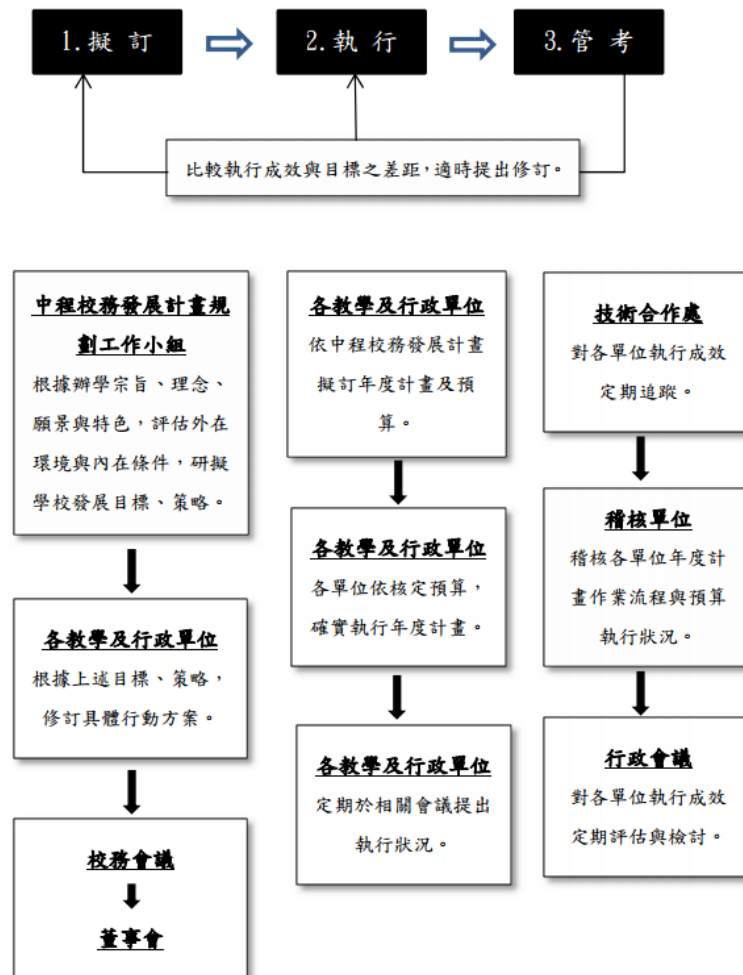 1.擬訂
2.執行
3.管考
比較執行成效與目標之差距，適時提出修訂。
中程校務發展計畫規
劃工作小組
根據辦學宗旨、理念、
願景與特色，評估外在
環境與內在條件，研擬
學校發展目標、策略。
各教學及行政單位
根據上述目標、策略，
修訂具體行動方案。
校務會議
董事會
各教學及行政單位
依中程校務發展計畫
擬訂年度計畫及預
算。
各教學及行政單位
各單位依核定預算，
確實執行年度計畫。
各教學及行政單位
定期於相關會議提出
執行狀況。
技術合作處
對各單位執行成效
定期追蹤。
稽核單位
稽核各單位年度計
畫作業流程與預算
執行狀況。
行政會議
對各單位執行成效
定期評估與檢討。